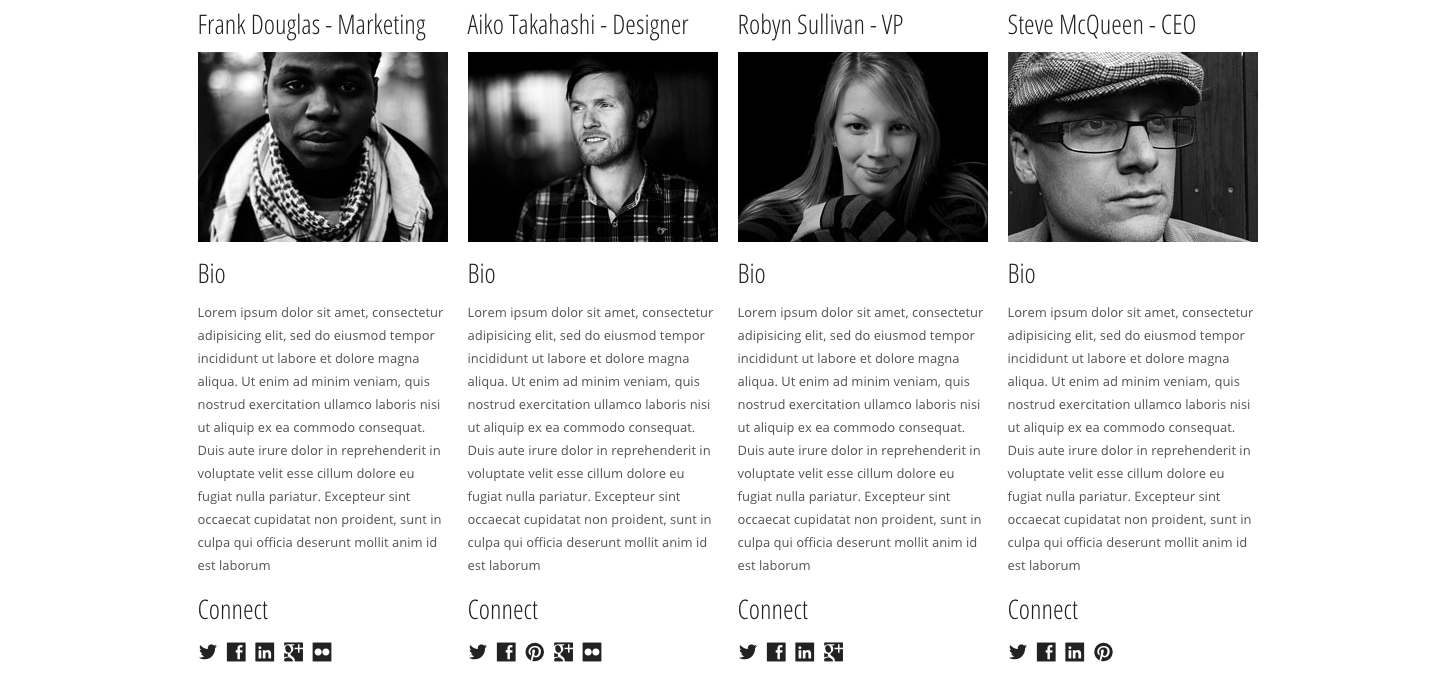 Frank Douglas - Marketing
Bio
Lorem ipsum dolor sit amet, consectetur
adipisicing elit, sed do eiusmod tempor
incididunt ut labore et dolore magna
aliqua. Ut enim ad minim veniam, quis
nostrud exercitation ullamco laboris nisi
ut aliquip ex ea commodo consequat.
Duis aute irure dolor in reprehenderit in
voluptate velit esse cillum dolore eu
fugiat nulla pariatur. Excepteur sint
occaecat cupidatat non proident, sunt in
culpa qui officia deserunt mollit anim id
est laborum
Connect
Aiko Takahashi - Designer
Bio
Lorem ipsum dolor sit amet, consectetur
adipisicing elit, sed do eiusmod tempor
incididunt ut labore et dolore magna
aliqua. Ut enim ad minim veniam, quis
nostrud exercitation ullamco laboris nisi
ut aliquip ex ea commodo consequat.
Duis aute irure dolor in reprehenderit in
voluptate velit esse cillum dolore eu
fugiat nulla pariatur. Excepteur sint
occaecat cupidatat non proident, sunt in
culpa qui officia deserunt mollit anim id
est laborum
Connect
Robyn Sullivan - VP
Bio
Lorem ipsum dolor sit amet, consectetur
adipisicing elit, sed do eiusmod tempor
incididunt ut labore et dolore magna
aliqua. Ut enim ad minim veniam, quis
nostrud exercitation ullamco laboris nisi
ut aliquip ex ea commodo consequat.
Duis aute irure dolor in reprehenderit in
voluptate velit esse cillum dolore eu
fugiat nulla pariatur. Excepteur sint
occaecat cupidatat non proident, sunt in
culpa qui officia deserunt mollit anim id
est laborum
Connect
Steve McQueen - CEO
Bio
Lorem ipsum dolor sit amet, consectetur
adipisicing elit, sed do eiusmod tempor
incididunt ut labore et dolore magna
aliqua. Ut enim ad minim veniam, quis
nostrud exercitation ullamco laboris nisi
ut aliquip ex ea commodo consequat.
Duis aute irure dolor in reprehenderit in
voluptate velit esse cillum dolore eu
fugiat nulla pariatur. Excepteur sint
occaecat cupidatat non proident, sunt in
culpa qui officia deserunt mollit anim id
est laborum
Connect